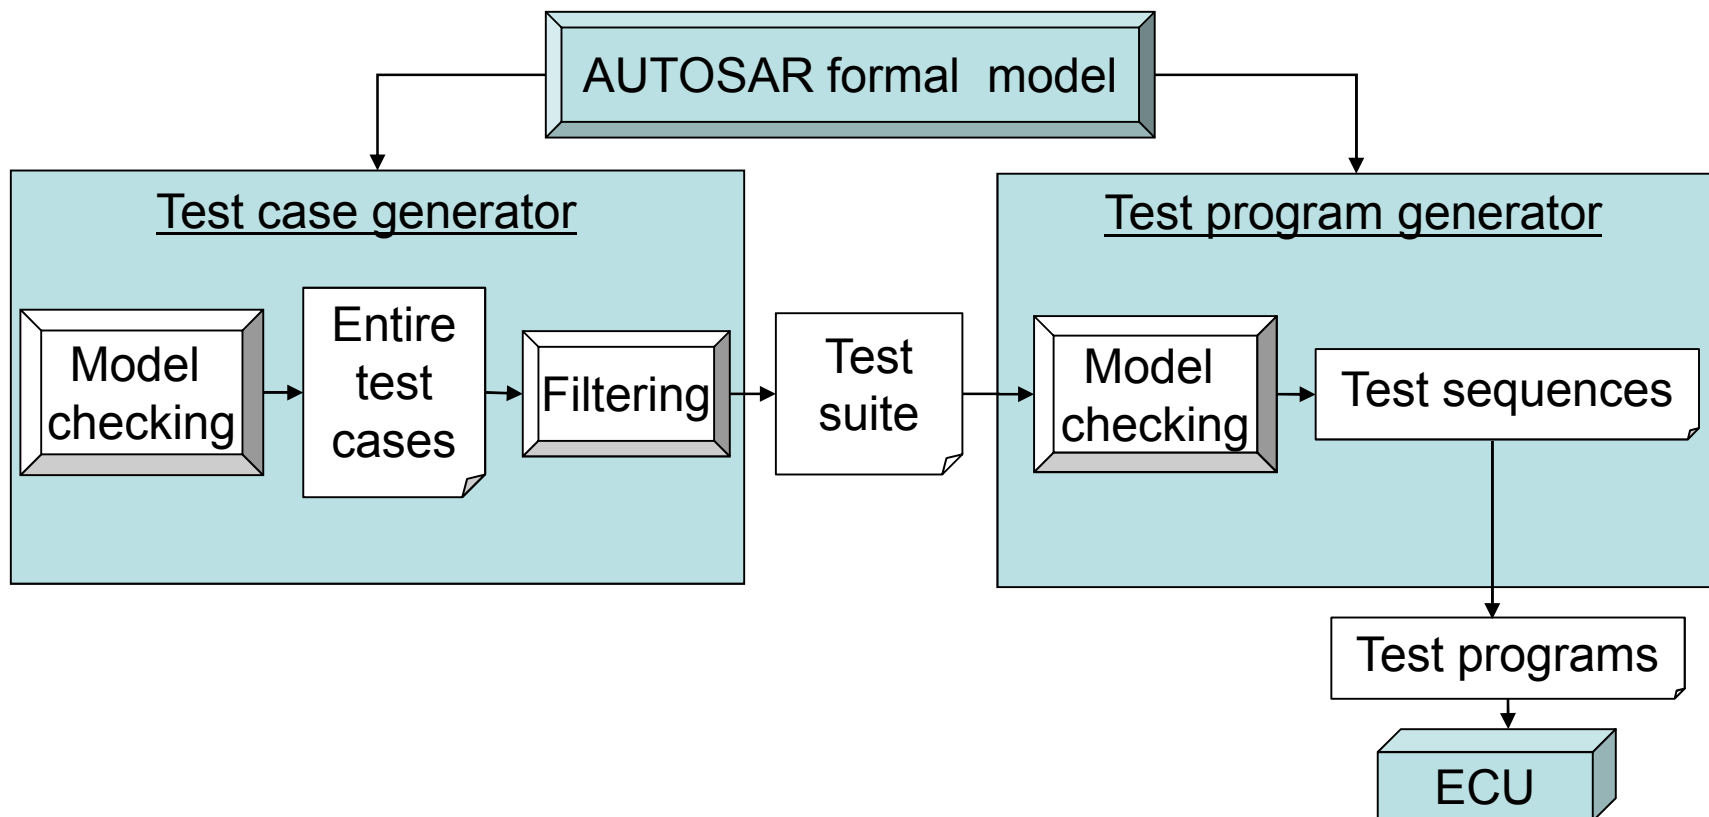 AUTOSAR formal  model
Test case generator
Model
checking
Entire
test
cases
Filtering
Test
suite
Test program generator
Model
checking
Test sequences
Test programs
ECU